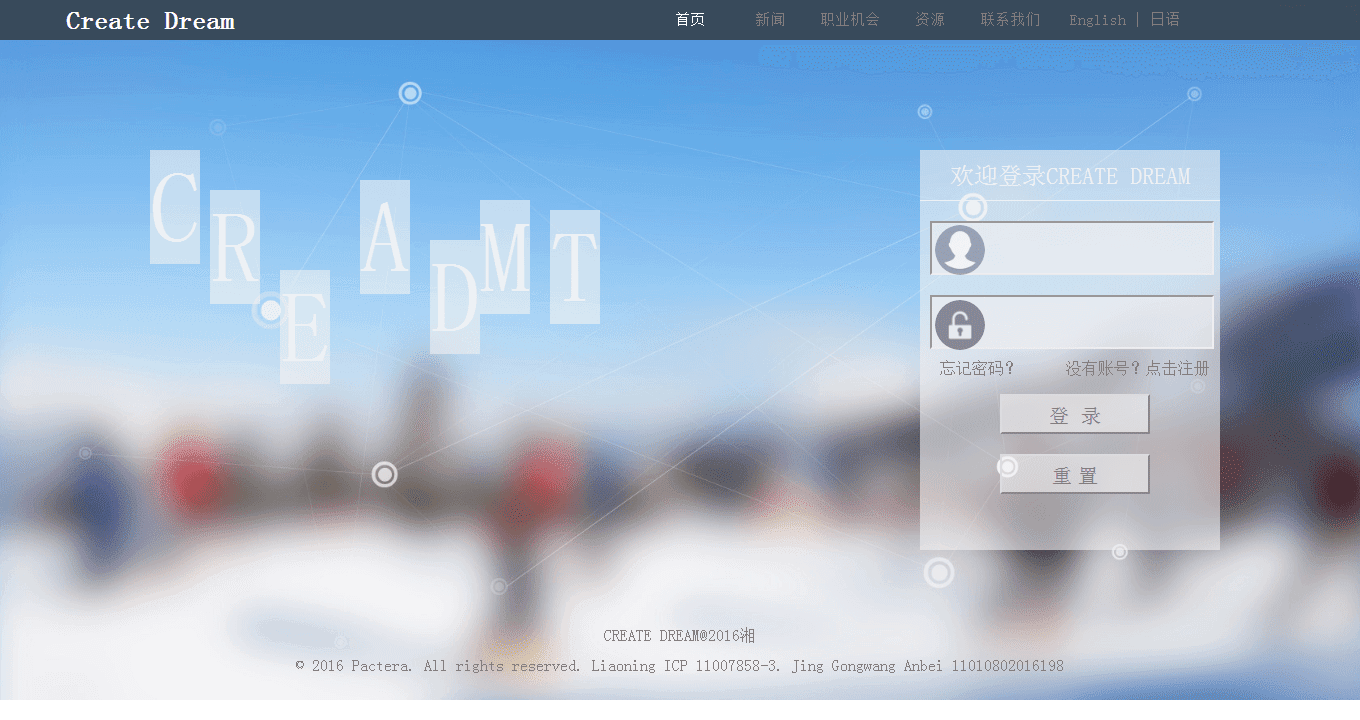 Create Dream 首页 新闻 职业机会 资源 联系我们 English | 日语
CREADMT
欢迎登录CREATE DREAM
忘记密码？ 没有账号？点击注册
登 录
重 置
CREATE DREAM@2016湘
© 2016 Pactera. All rights reserved. Liaoning ICP 11007858-3. Jing Gongwang Anbei 11010802016198